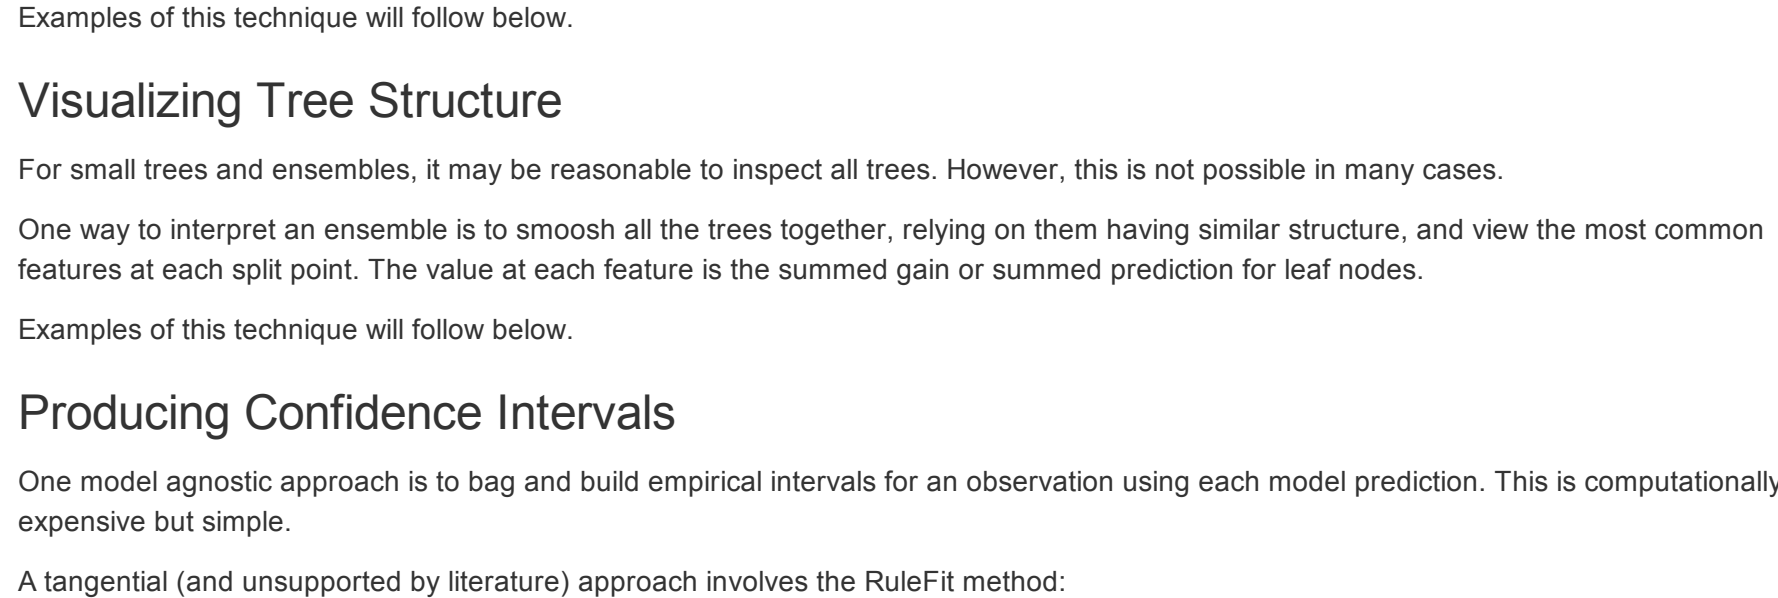 Examples of this technique will follow below.
Visualizing Tree Structure
For small trees and ensembles, it may be reasonable to inspect all trees. However, this is not possible in many cases.
One way to interpret an ensemble is to smoosh all the trees together, relying on them having similar structure, and view the most common
features at each split point. The value at each feature is the summed gain or summed prediction for leaf nodes.
Examples of this technique will follow below.
Producing Confidence Intervals
One model agnostic approach is to bag and build empirical intervals for an observation using each model prediction. This is computationally
expensive but simple.
A tangential (and unsupported by literature) approach involves the RuleFit method: